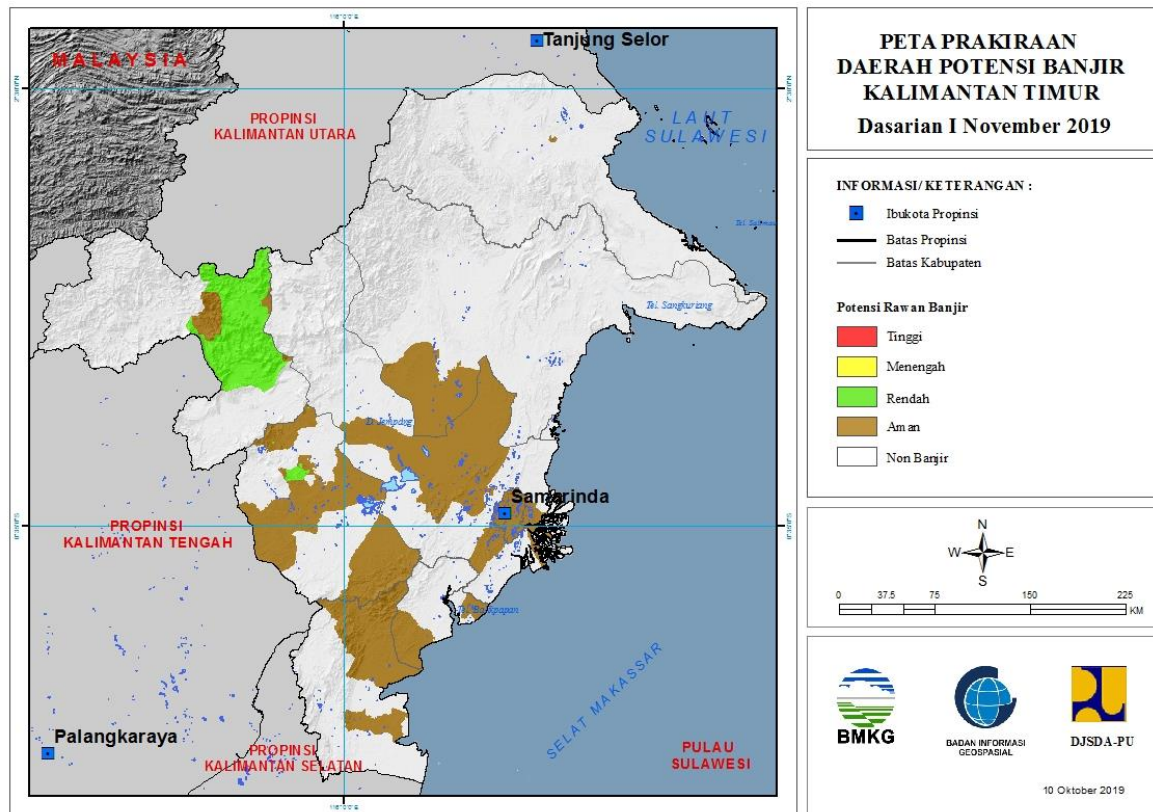 Tanjung Selor
MALAYSIA
PROPINSI
KALIMANTAN UTARA
LAUT
SULAWESI
Tel. Sangkuriang
D. Jempang
Samarinda
PROPINSI
KALIMANTAN TENGAH
Tel. Balikpapan
SELAT MAKASSAR
Palangkaraya
PROPINSI
KALIMANTAN SELATAN
PULAU
SULAWESI
PETA PRAKIRAAN
DAERAH POTENSI BANJIR
KALIMANTAN TIMUR
Dasarian I November 2019
INFORMASI/ KETERANGAN :
Ibukota Propinsi
Batas Propinsi
Batas Kabupaten
Potensi Rawan Banjir
Tinggi
Menengah
Rendah
Aman
Non Banjir
N
W E
S
0 37.5 75 150 225
KM
BMKG
BADAN INFORMASI
GEOSPASIAL
DJSDA-PU
10 Oktober 2019